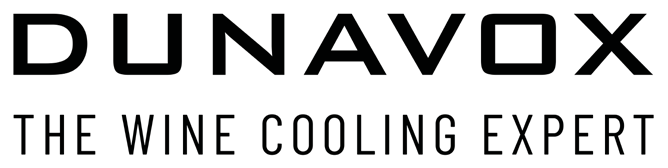 DUNAVOX
THE WINE COOLING EXPERT